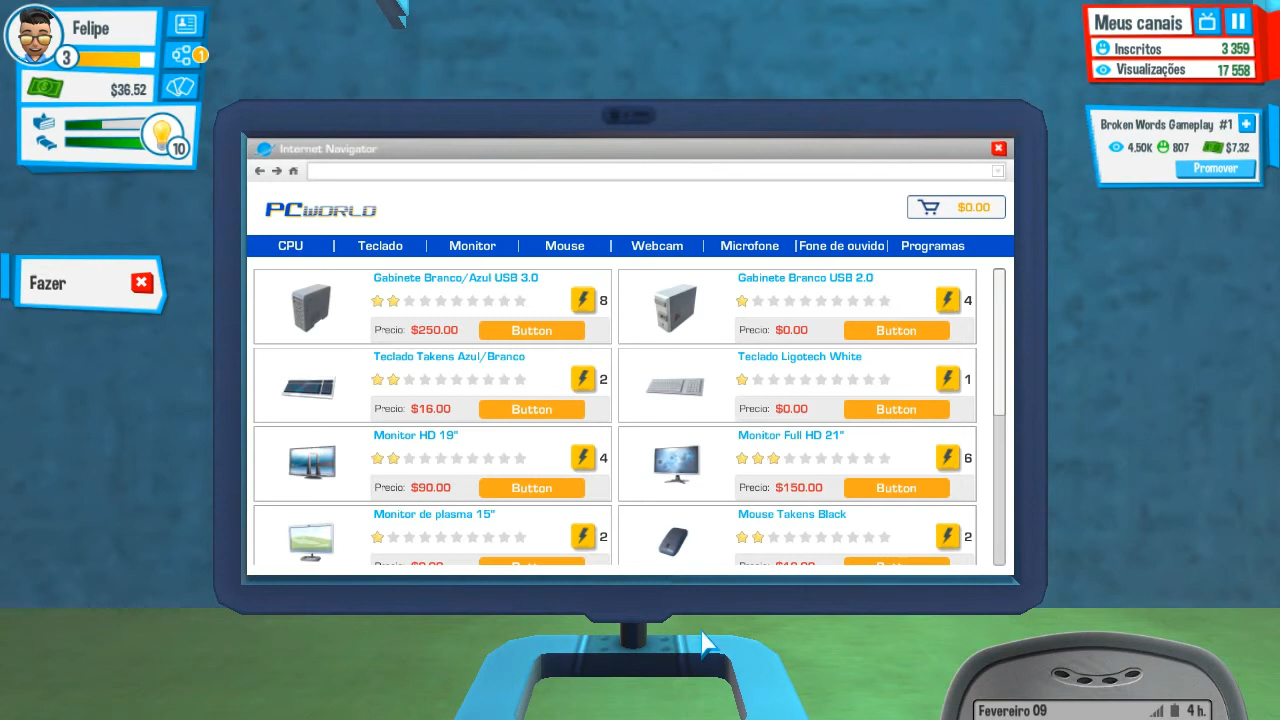 Felipe
3
1
$36.52
10
Fazer
Meus canais
Inscritos 3 359
Visualizações 17 558
Broken Words Gameplay #1
4,50K 807 $7.32
Promover
Internet Navigator
PCWORLD
$0.00
CPU | Teclado | Monitor | Mouse | Webcam | Microfone | Fone de ouvido | Programas
Gabinete Branco/Azul USB 3.0
8
Precio: $250.00 Button
Gabinete Branco USB 2.0
4
Precio: $0.00 Button
Teclado Takens Azul/Branco
2
Precio: $16.00 Button
Teclado Ligotech White
1
Precio: $0.00 Button
Monitor HD 19"
4
Precio: $90.00 Button
Monitor Full HD 21"
6
Precio: $150.00 Button
Monitor de plasma 15"
2
Mouse Takens Black
2
Fevereiro 09 4 h.